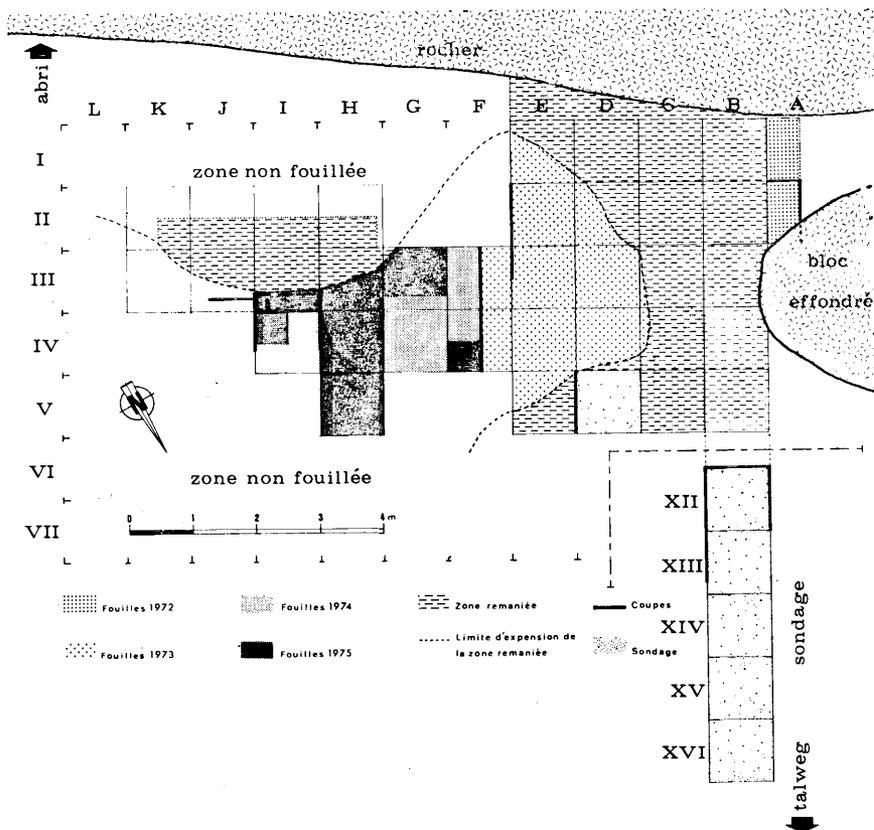 rocher
abri
L K J I H G F E D C B A
I
zone non fouillée
II
III
bloc
effondré
IV
V
N
VI
zone non fouillée
XII
VII
0 1 2 3 4 m
XIII
Fouilles 1972
Fouilles 1974
Zone remaniée
Coupes
XIV
sondage
Fouilles 1973
Fouilles 1975
Limite d'expension de
la zone remaniée
Sondage
XV
XVI
talweg